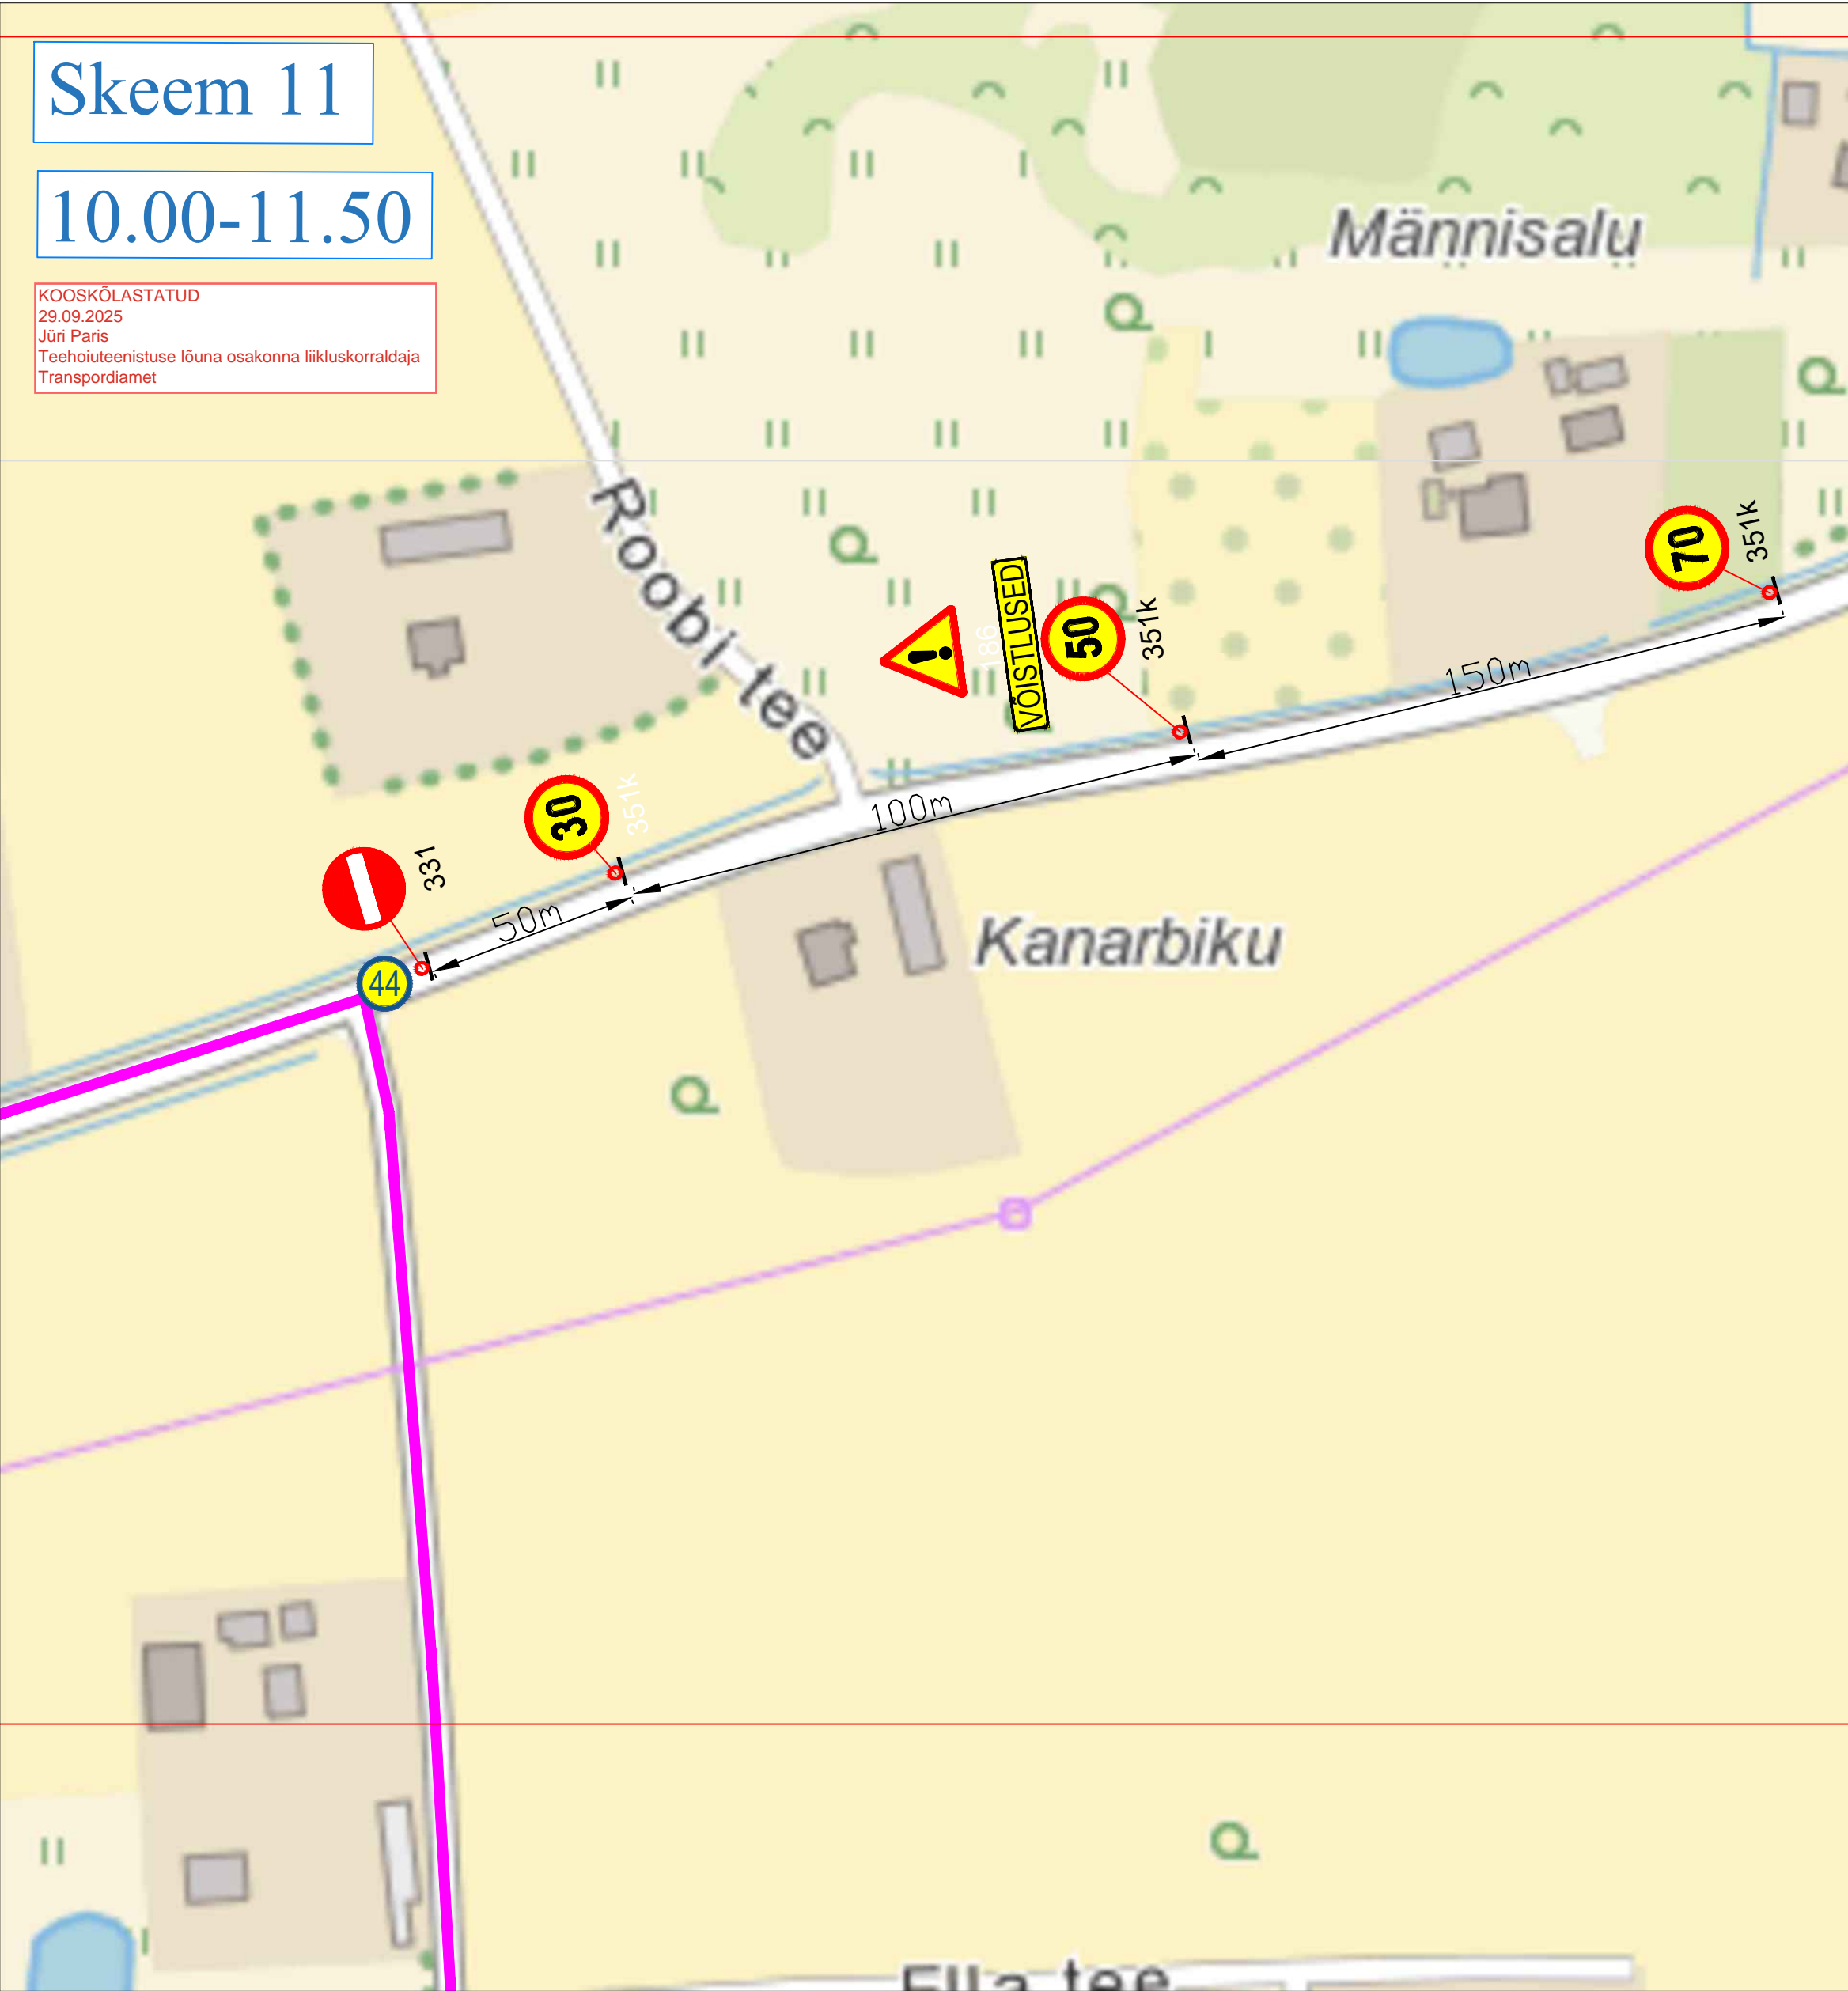 Skeem 11
10.00-11.50
KOOSKÕLASTATUD
29.09.2025
Jüri Paris
Teehoiuteenistuse lõuna osakonna liikluskorraldaja
Transpordiamet
Männisalu
Roobi tee
70
351k
186
VÕISTLUSED
50
351k
150m
30
351k
100m
331
50m
44
Kanarbiku
Ella tee